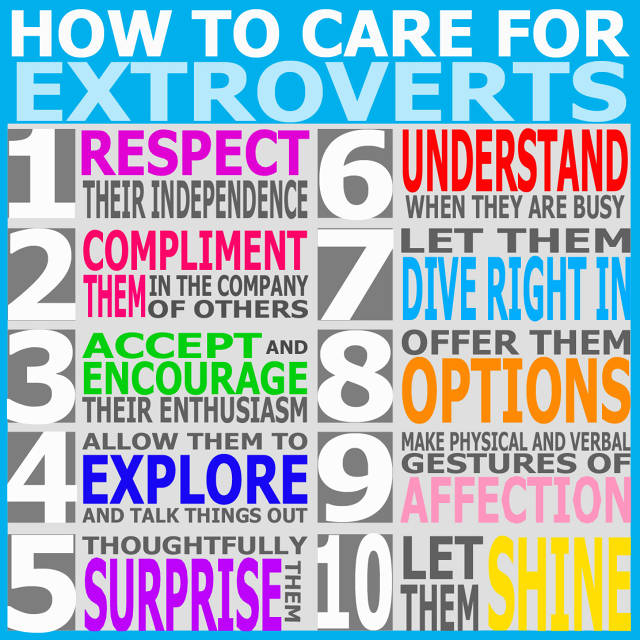 HOW TO CARE FOR
EXTROVERTS
1
RESPECT
THEIR INDEPENDENCE
2
COMPLIMENT
THEM IN THE COMPANY
OF OTHERS
3
ACCEPT AND
ENCOURAGE
THEIR ENTHUSIASM
4
ALLOW THEM TO
EXPLORE
AND TALK THINGS OUT
5
THOUGHTFULLY
SURPRISE THEM
6
UNDERSTAND
WHEN THEY ARE BUSY
7
LET THEM
DIVE RIGHT IN
8
OFFER THEM
OPTIONS
9
MAKE PHYSICAL AND VERBAL
GESTURES OF
AFFECTION
10
LET
THEM SHINE